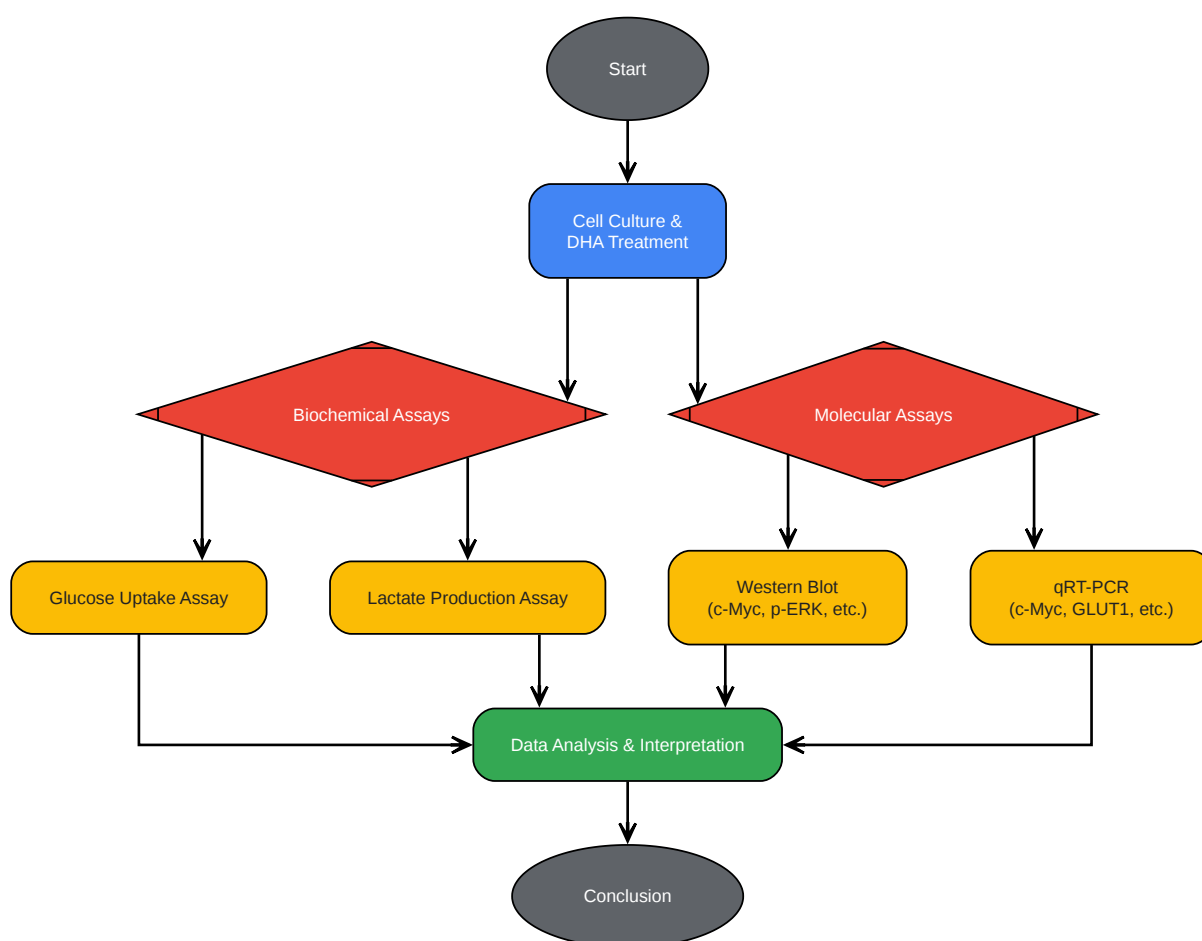 Start
Cell Culture &
DHA Treatment
Biochemical Assays
Molecular Assays
Glucose Uptake Assay
Lactate Production Assay
Western Blot
(c-Myc, p-ERK, etc.)
qRT-PCR
(c-Myc, GLUT1, etc.)
Data Analysis & Interpretation
Conclusion